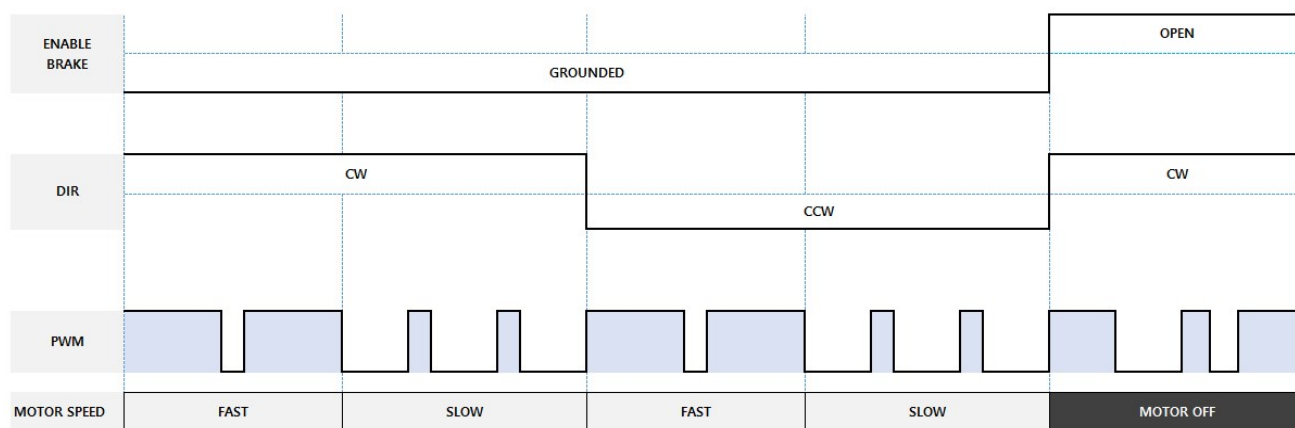 ENABLE
BRAKE
OPEN
GROUNDED
DIR
CW
CW
CCW
PWM
MOTOR SPEED
FAST
SLOW
FAST
SLOW
MOTOR OFF